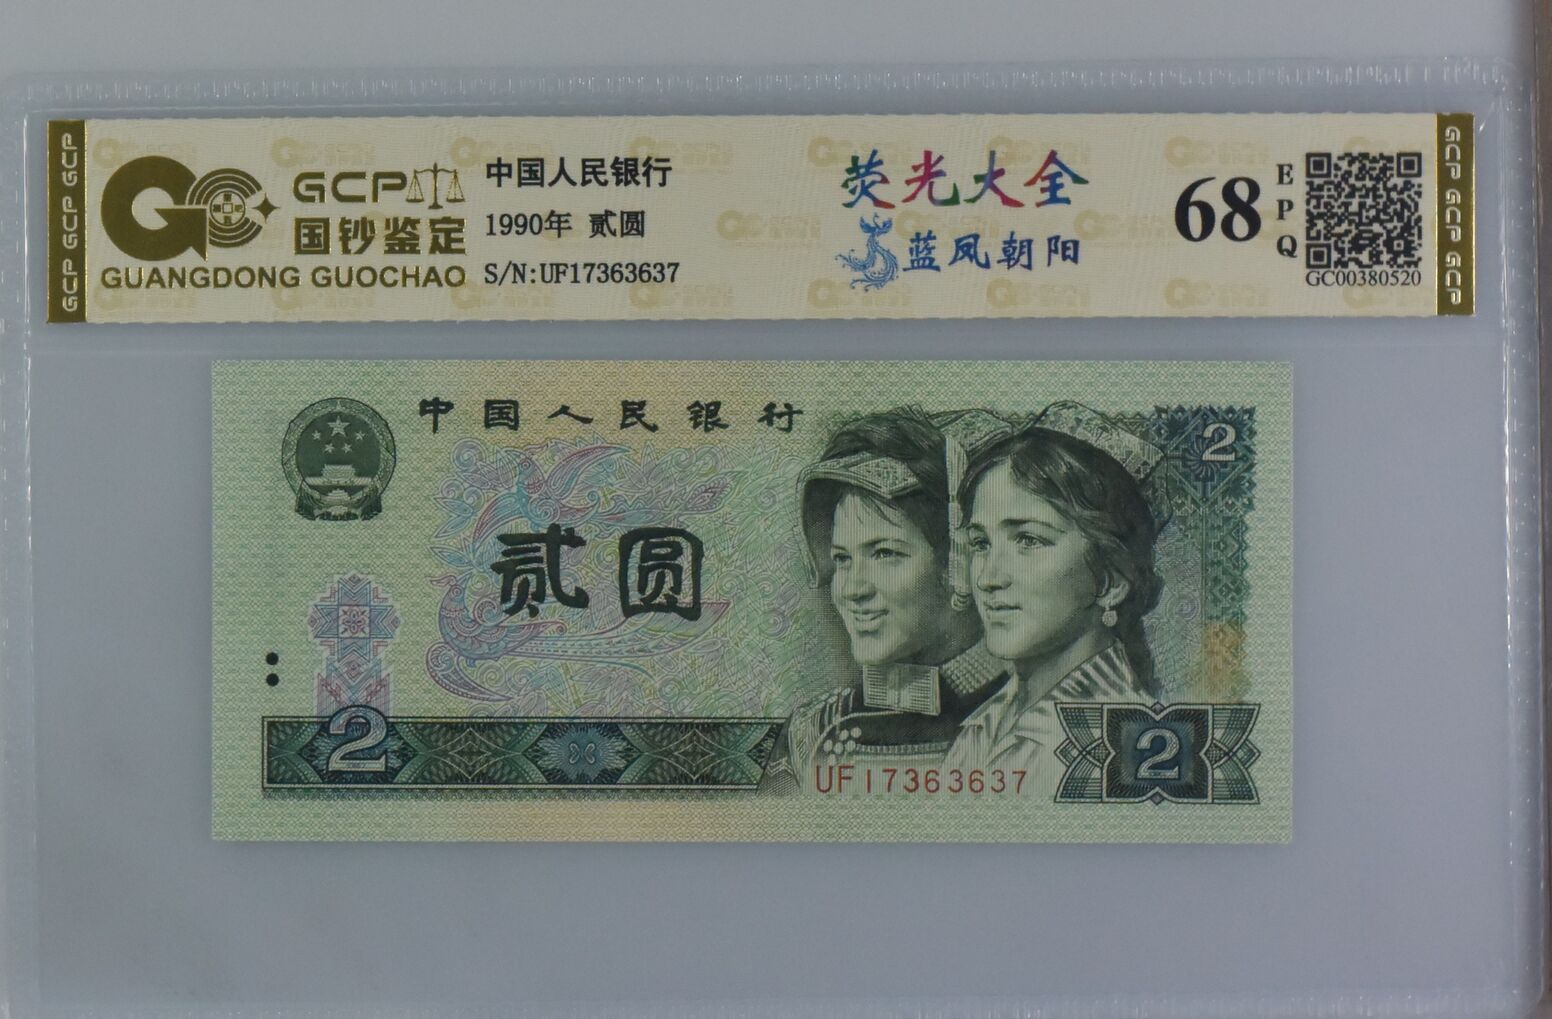 GCP GCP GCP
GCP
国钞鉴定
GUANGDONG GUOCHAO
中国人民银行
1990年 贰圆
S/N:UF17363637
荧光大全
蓝凤朝阳
68
EPQ
GC00380520
GCP GCP GCP
中国人民银行
2
贰圆
2
2
UF17363637